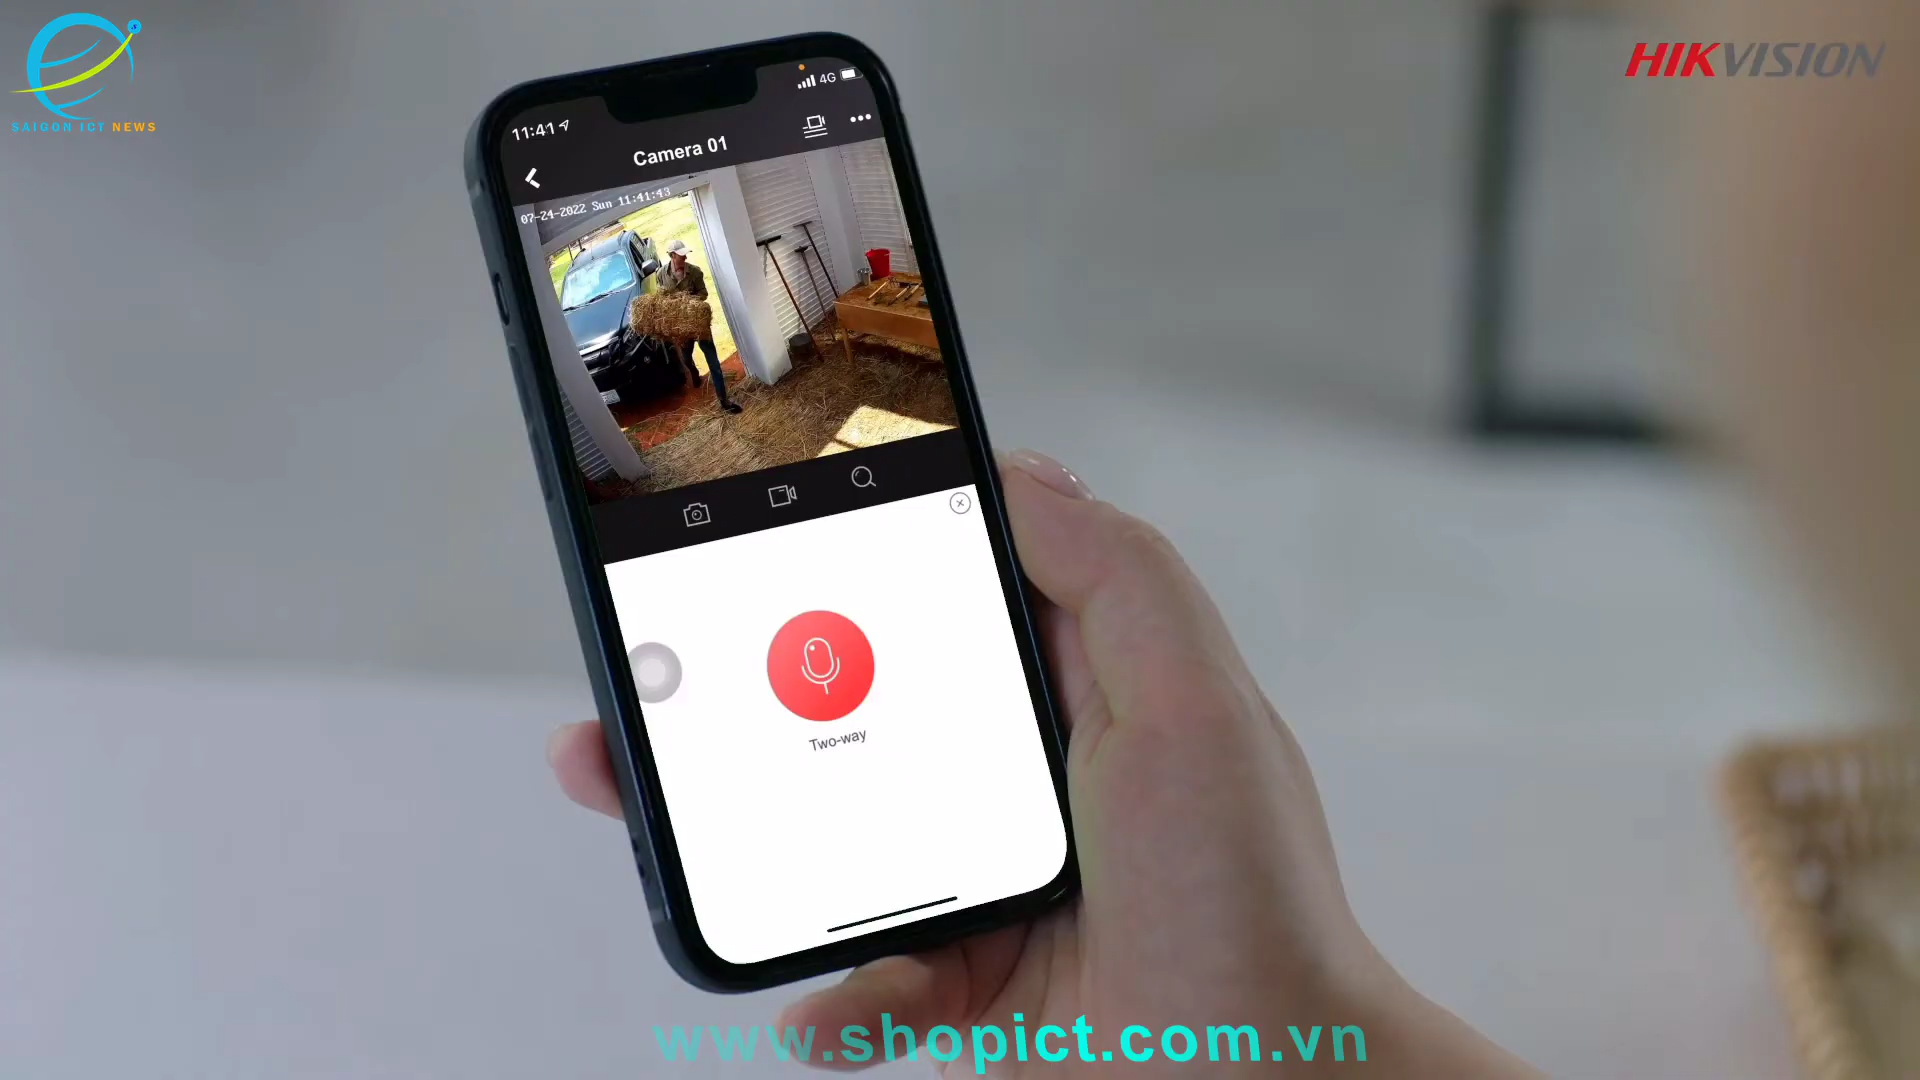 SAIGON ICT NEWS
HIKVISION
11:41
4G
Camera 01
07-24-2022 Sun 11:41:43
Two-way
www.shopict.com.vn